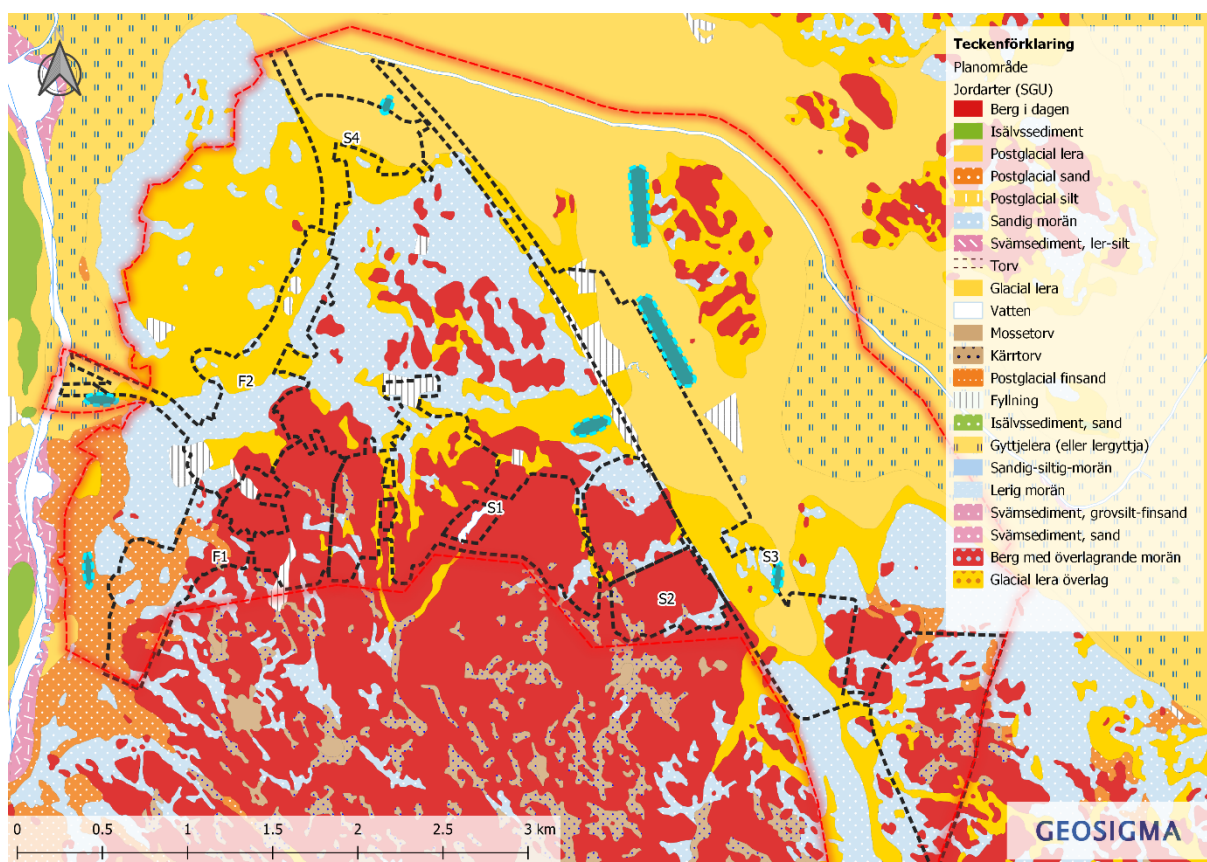 Teckenförklaring
Planområde
Jordarter (SGU)
Berg i dagen
Isälvssediment
Postglacial lera
Postglacial sand
Postglacial silt
Sandig morän
Svämsediment, ler-silt
Torv
Glacial lera
Vatten
Mossetorv
Kärrtorv
Postglacial finsand
Fyllning
Isälvssediment, sand
Gyttjelera (eller lergyttja)
Sandig-siltig-morän
Lerig morän
Svämsediment, grovsilt-finsand
Svämsediment, sand
Berg med överlagrande morän
Glacial lera överlag
S4
F2
S1
F1
S3
S2
0 0.5 1 1.5 2 2.5 3 km
GEOSIGMA